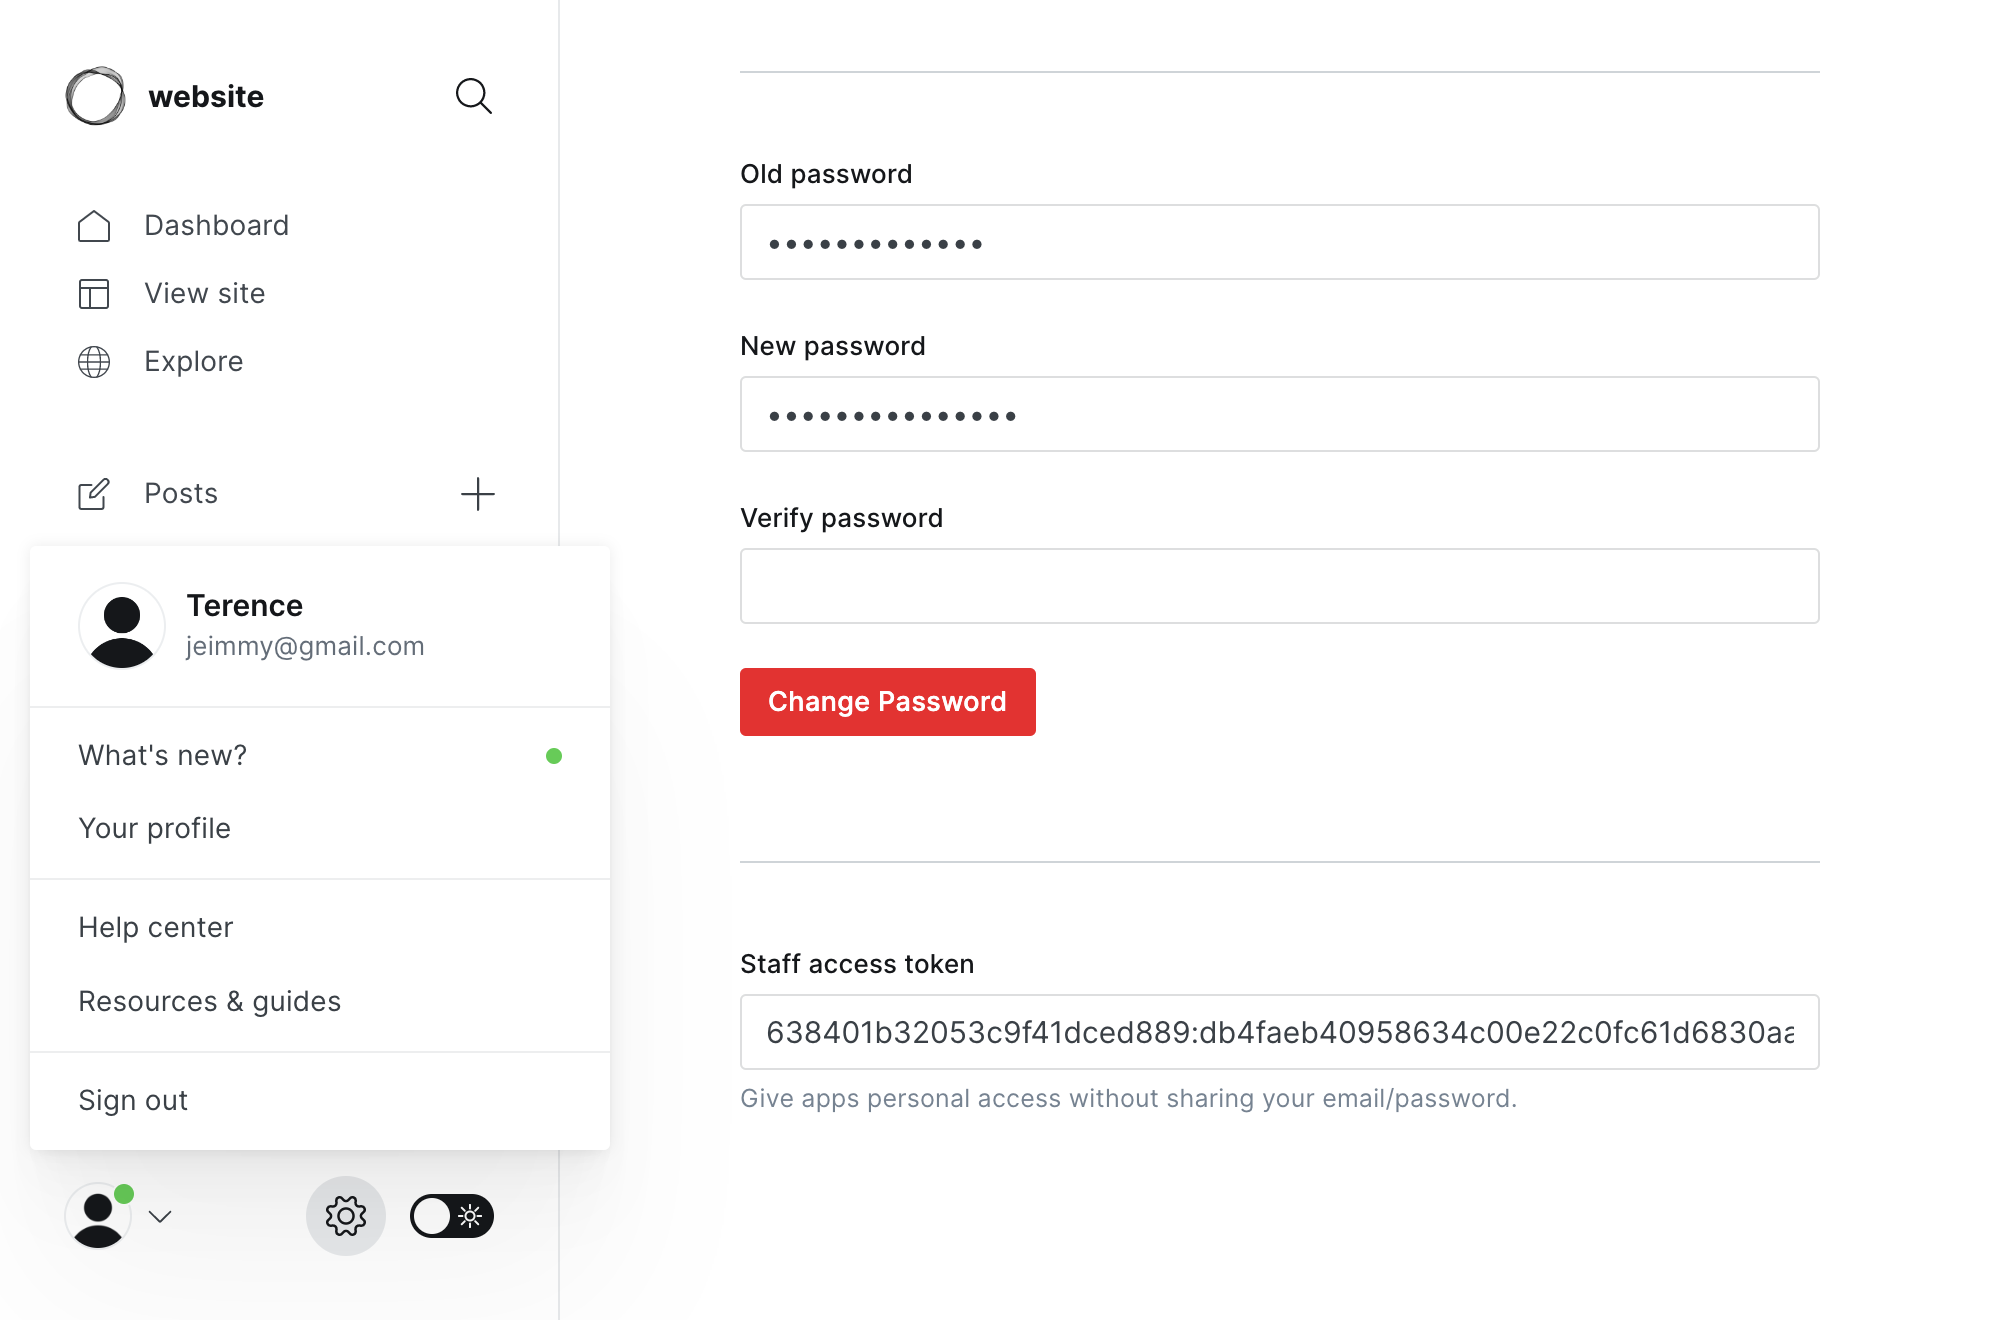 website
Dashboard
View site
Explore
Posts
Terence
jeimmy@gmail.com
What's new?
Your profile
Help center
Resources & guides
Sign out
Old password
•••••••••••••
New password
•••••••••••••••
Verify password
Change Password
Staff access token
638401b32053c9f41dced889:db4faeb40958634c00e22c0fc61d6830aa
Give apps personal access without sharing your email/password.